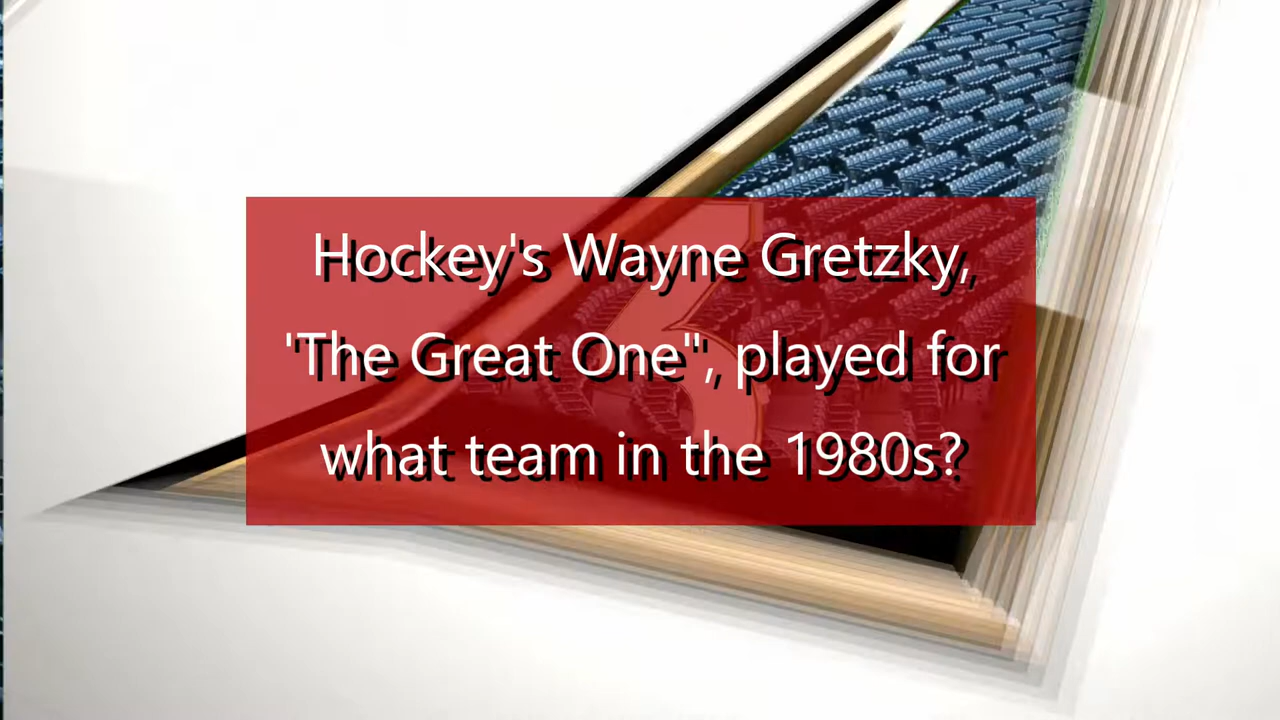 Hockey's Wayne Gretzky,
'The Great One", played for
what team in the 1980s?